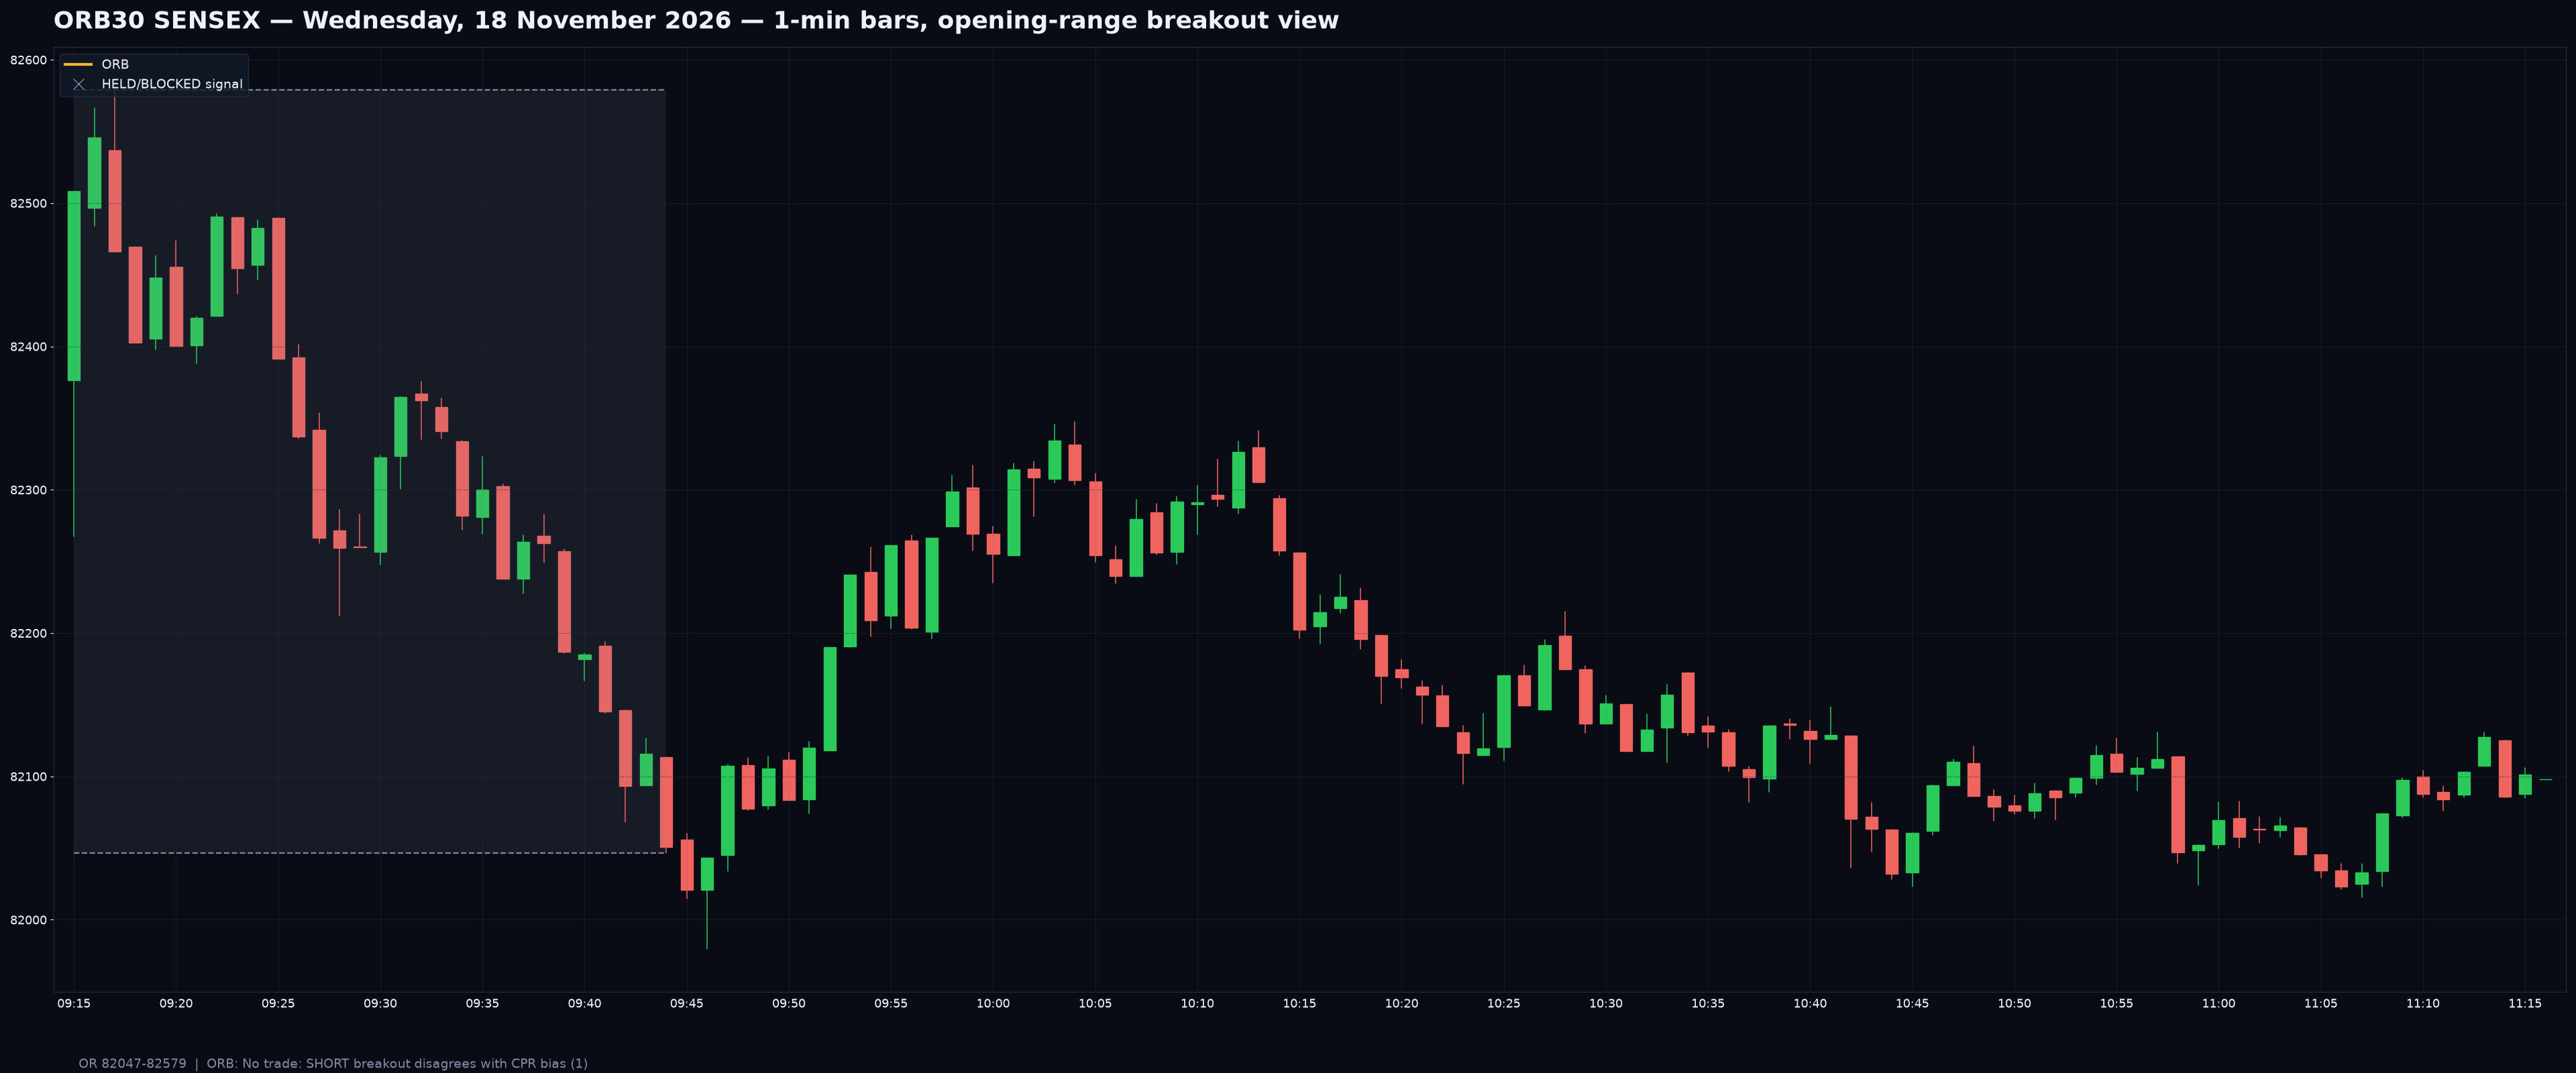 ORB30 SENSEX — Wednesday, 18 November 2026 — 1-min bars, opening-range breakout view
ORB
HELD/BLOCKED signal
82600
82500
82400
82300
82200
82100
82000
09:15 09:20 09:25 09:30 09:35 09:40 09:45 09:50 09:55 10:00 10:05 10:10 10:15 10:20 10:25 10:30 10:35 10:40 10:45 10:50 10:55 11:00 11:05 11:10 11:15
OR 82047-82579 | ORB: No trade: SHORT breakout disagrees with CPR bias (1)